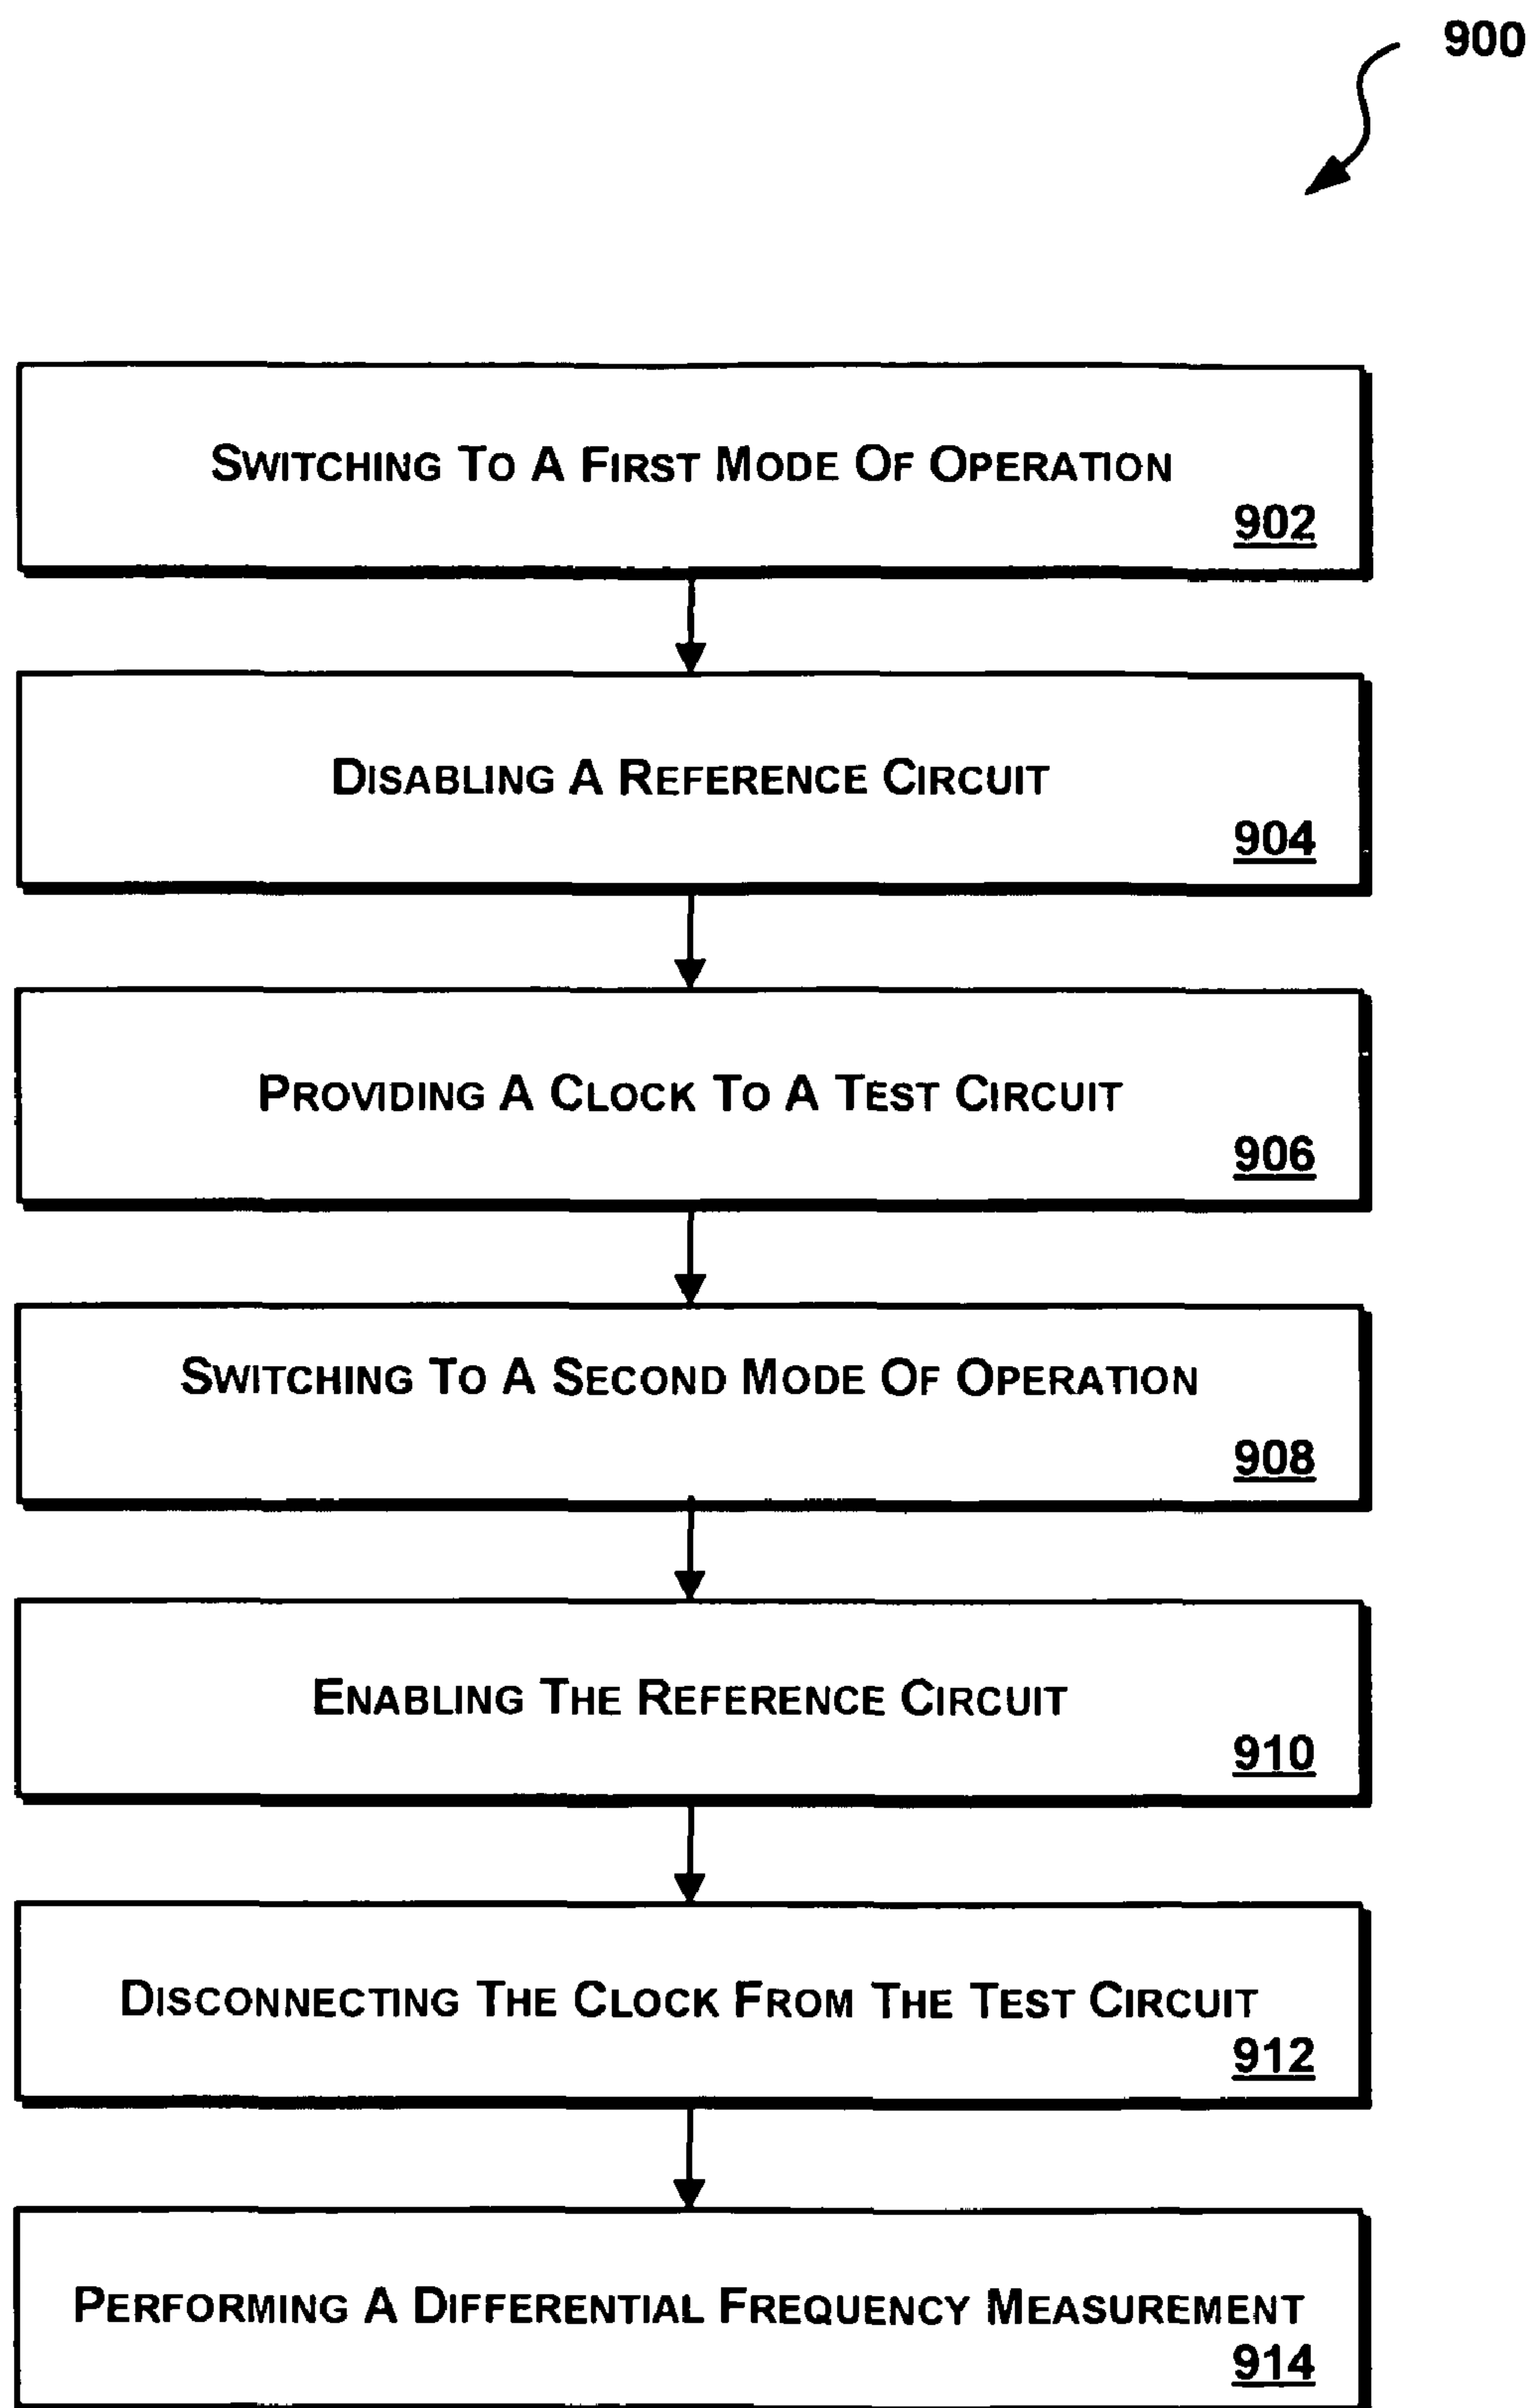 900
SWITCHING TO A FIRST MODE OF OPERATION
902
DISABLING A REFERENCE CIRCUIT
904
PROVIDING A CLOCK TO A TEST CIRCUIT
906
SWITCHING TO A SECOND MODE OF OPERATION
908
ENABLING THE REFERENCE CIRCUIT
910
DISCONNECTING THE CLOCK FROM THE TEST CIRCUIT
912
PERFORMING A DIFFERENTIAL FREQUENCY MEASUREMENT
914